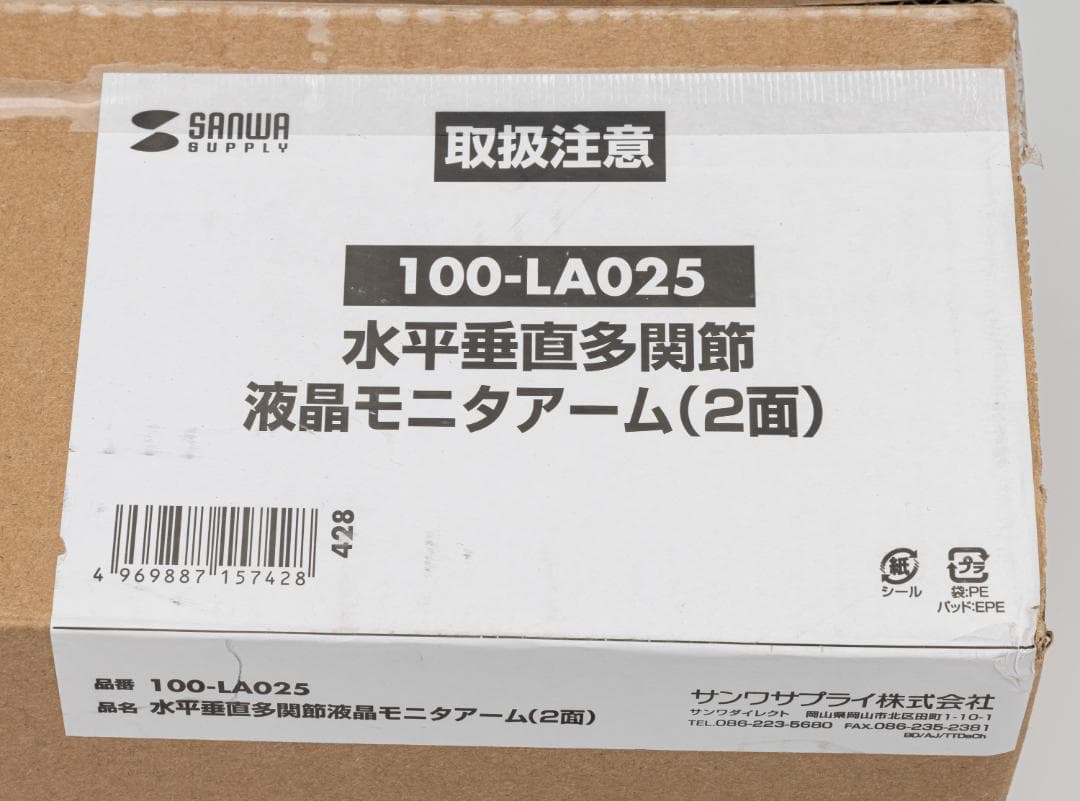 SANWA
SUPPLY
取扱注意
100-LA025
水平垂直多関節
液晶モニタアーム(2面)
4 969887 157428
428
紙
シール
プラ
袋:PE
パッド:EPE
品番 100-LA025
品名 水平垂直多関節液晶モニタアーム(2面)
サンワサプライ株式会社
サンワダイレクト 岡山県岡山市北区田町1-10-1
TEL.086-223-5680 FAX.086-235-2381
BD/AJ/TTDaCh